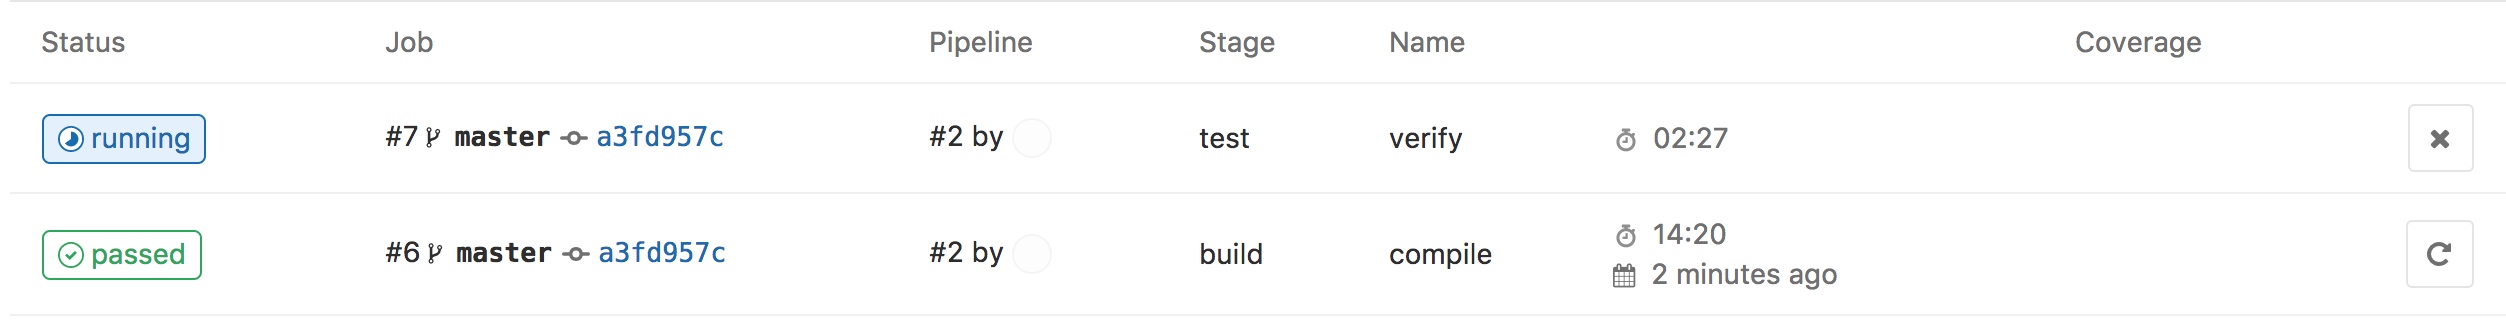 Status Job Pipeline Stage Name Coverage
running #7 master a3fd957c #2 by test verify 02:27
passed #6 master a3fd957c #2 by build compile 14:20
2 minutes ago